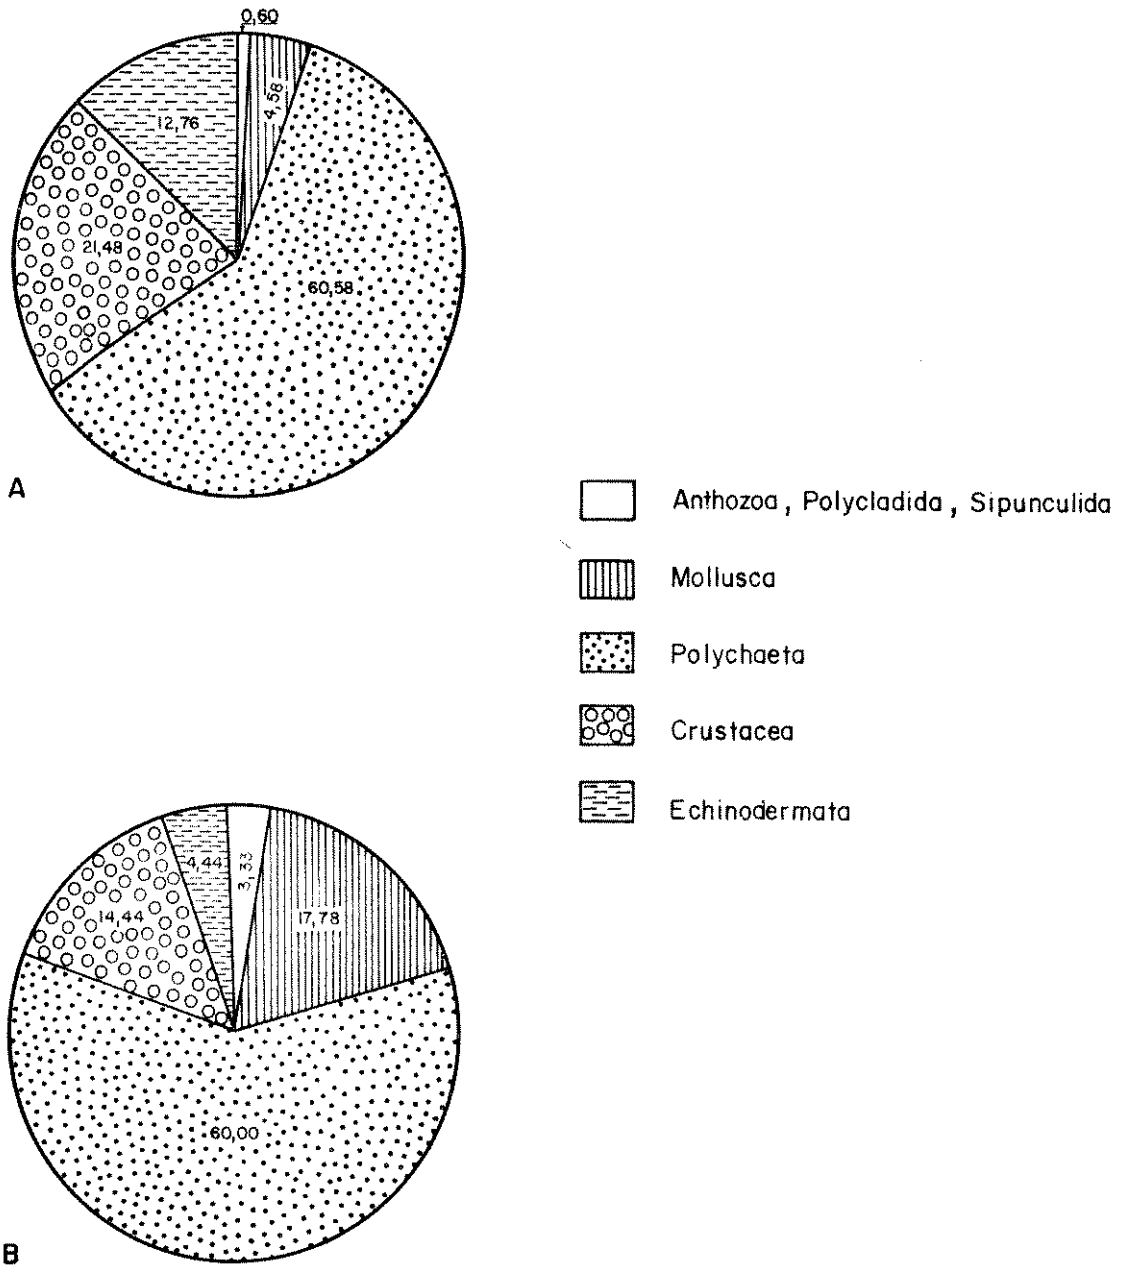 0,60
4,58
12,76
21,48
60,58
A
Anthozoa, Polycladida, Sipunculida
Mollusca
Polychaeta
Crustacea
Echinodermata
4,44
3,33
14,44
17,78
60,00
B